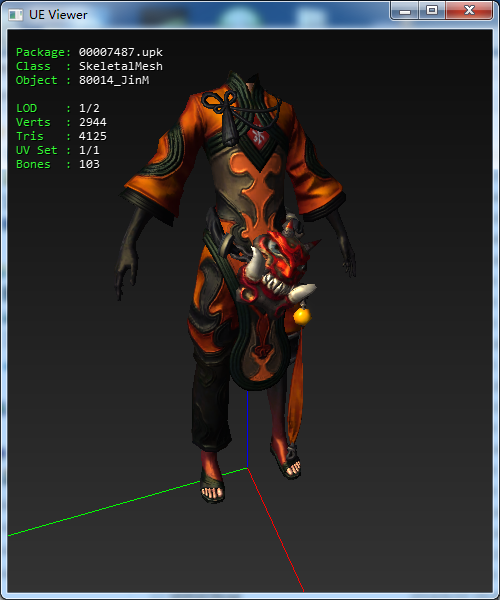 UE Viewer
Package: 00007487.upk
Class : SkeletalMesh
Object : 80014_JinM
LOD : 1/2
Verts : 2944
Tris : 4125
UV Set : 1/1
Bones : 103